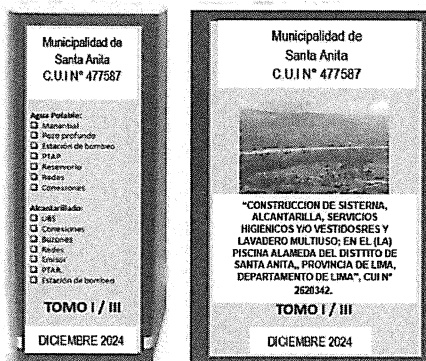 Municipalidad de
Santa Anita
C.U.I N° 477587
Agua Potable:
Manantial
Pozo profundo
Estación de bombeo
PTAP
Reservorio
Redes
Conexiones
Alcantarillado:
UBS
Conexiones
Buzones
Redes
Emisor
PTAR
Estación de bombeo
TOMO I / III
DICIEMBRE 2024
Municipalidad de
Santa Anita
C.U.I N° 477587
"CONSTRUCCION DE SISTERNA,
ALCANTARILLA, SERVICIOS
HIGIENICOS Y/O VESTIDOSRES Y
LAVADERO MULTIUSO; EN EL (LA)
PISCINA ALAMEDA DEL DISTTITO DE
SANTA ANITA,, PROVINCIA DE LIMA,
DEPARTAMENTO DE LIMA", CUI N°
2620342.
TOMO I / III
DICIEMBRE 2024